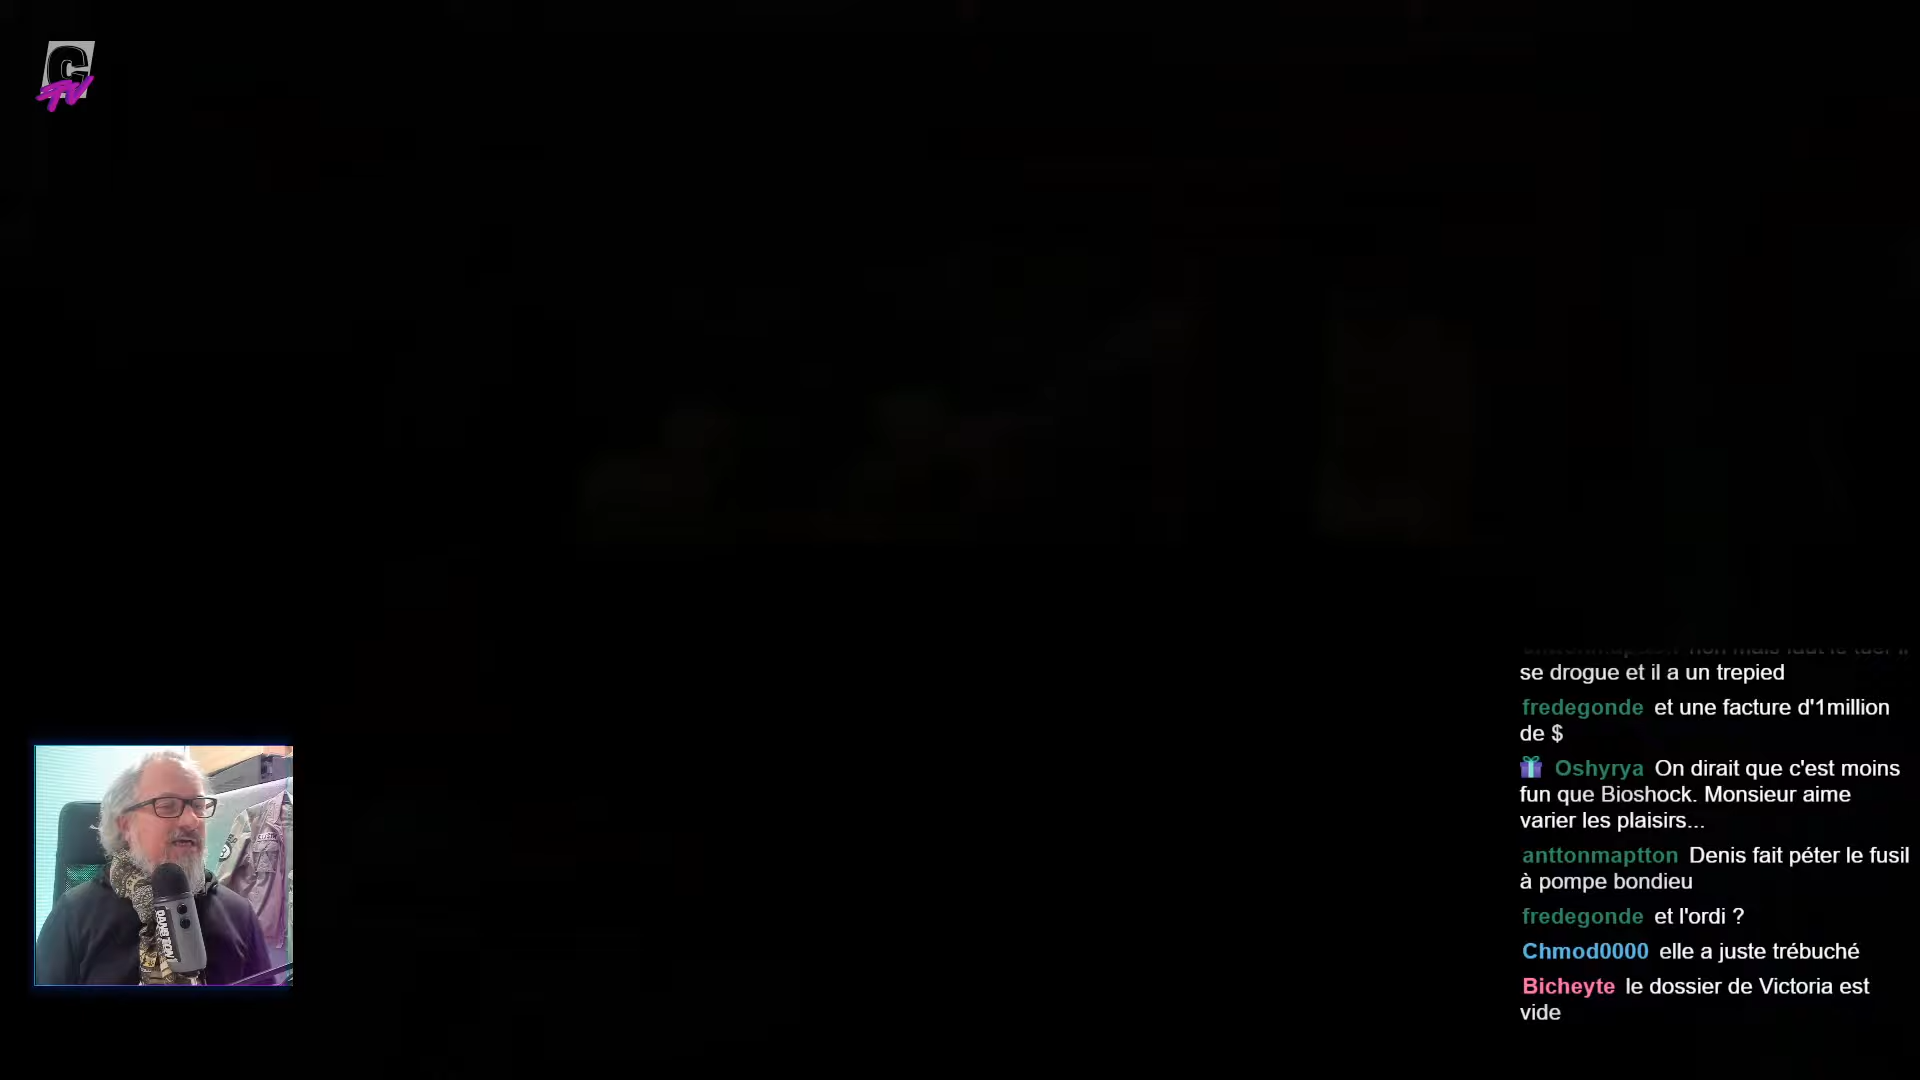 C
TV
se drogue et il a un trepied
fredegonde et une facture d'1million
de $
Oshyrya On dirait que c'est moins
fun que Bioshock. Monsieur aime
varier les plaisirs...
anttonmaptton Denis fait péter le fusil
à pompe bondieu
fredegonde et l'ordi ?
Chmod0000 elle a juste trébuché
Bicheyte le dossier de Victoria est
vide